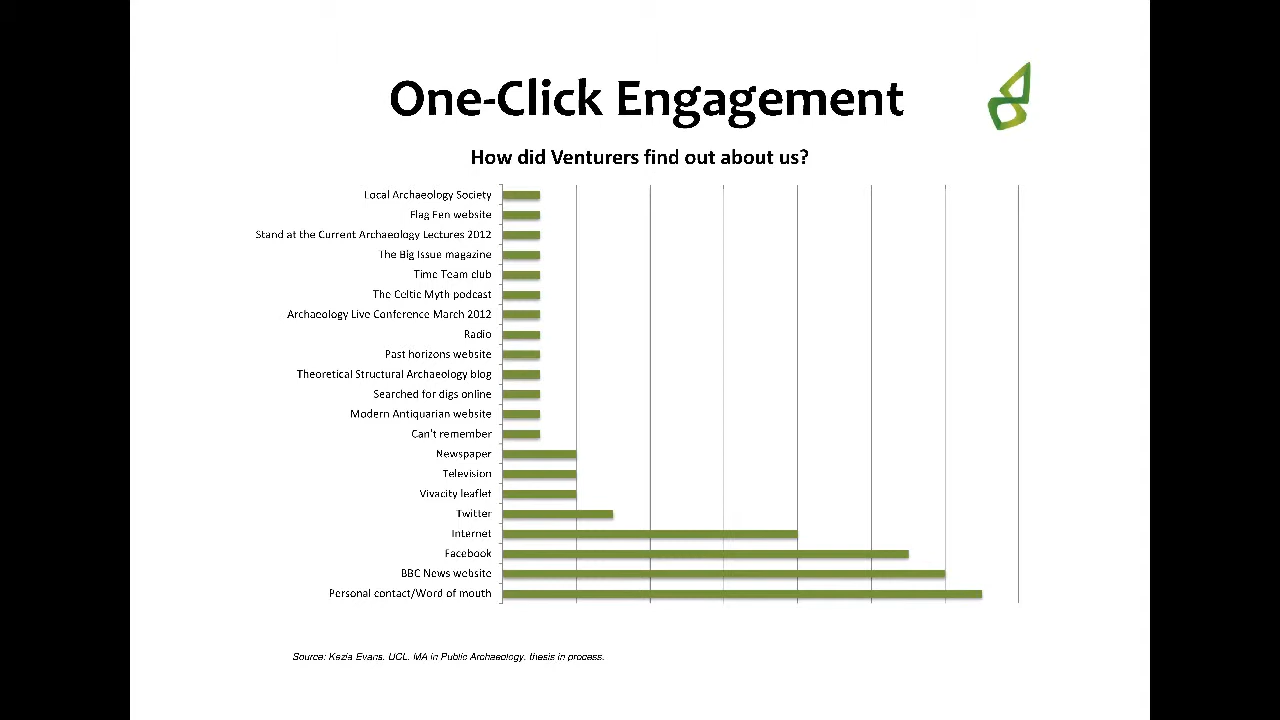 One-Click Engagement
How did Venturers find out about us?
Local Archaeology Society
Flag Fen website
Stand at the Current Archaeology Lectures 2012
The Big Issue magazine
Time Team club
The Celtic Myth podcast
Archaeology Live Conference March 2012
Radio
Past horizons website
Theoretical Structural Archaeology blog
Searched for digs online
Modern Antiquarian website
Can't remember
Newspaper
Television
Vivacity leaflet
Twitter
Internet
Facebook
BBC News website
Personal contact/Word of mouth
Source: Kezia Evans. UCL. MA in Public Archaeology. thesis in process.